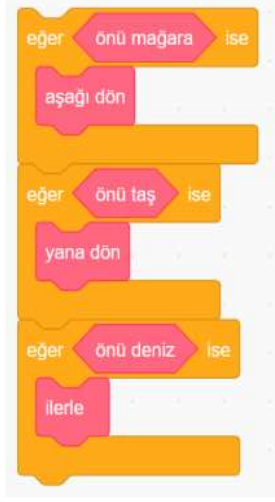 eğer önü mağara ise
aşağı dön
eğer önü taş ise
yana dön
eğer önü deniz ise
ilerle